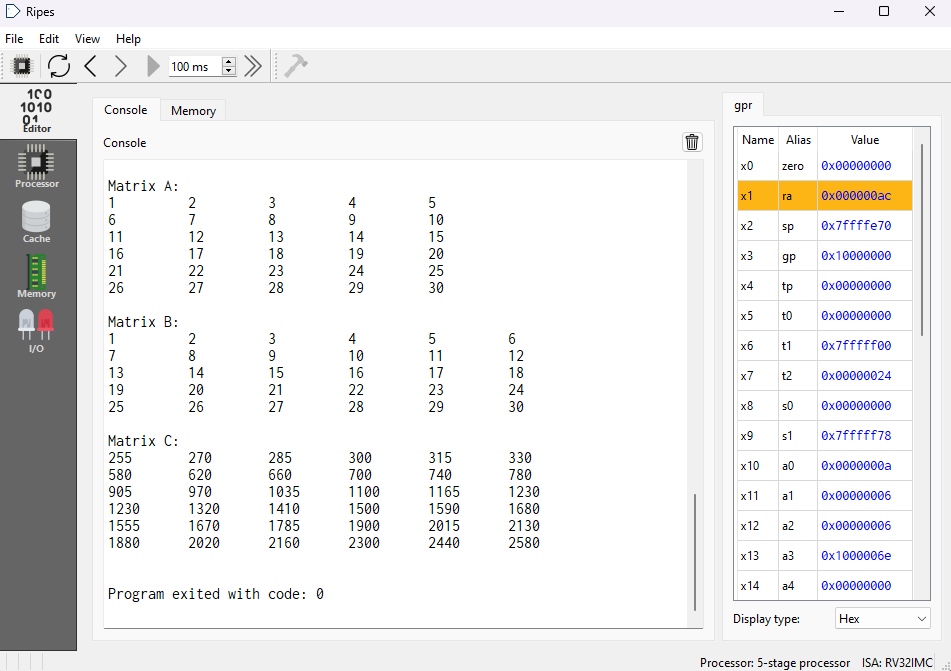 Ripes
File Edit View Help
100 ms
100
1010
01
Editor
Processor
Cache
Memory
I/O
Console Memory
Console
Matrix A:
1 2 3 4 5
6 7 8 9 10
11 12 13 14 15
16 17 18 19 20
21 22 23 24 25
26 27 28 29 30
Matrix B:
1 2 3 4 5 6
7 8 9 10 11 12
13 14 15 16 17 18
19 20 21 22 23 24
25 26 27 28 29 30
Matrix C:
255 270 285 300 315 330
580 620 660 700 740 780
905 970 1035 1100 1165 1230
1230 1320 1410 1500 1590 1680
1555 1670 1785 1900 2015 2130
1880 2020 2160 2300 2440 2580
Program exited with code: 0
gpr
Name Alias Value
x0 zero 0x00000000
x1 ra 0x000000ac
x2 sp 0x7ffffe70
x3 gp 0x10000000
x4 tp 0x00000000
x5 t0 0x00000000
x6 t1 0x7fffff00
x7 t2 0x00000024
x8 s0 0x00000000
x9 s1 0x7fffff78
x10 a0 0x0000000a
x11 a1 0x00000006
x12 a2 0x00000006
x13 a3 0x1000006e
x14 a4 0x00000000
Display type: Hex
Processor: 5-stage processor ISA: RV32IMC